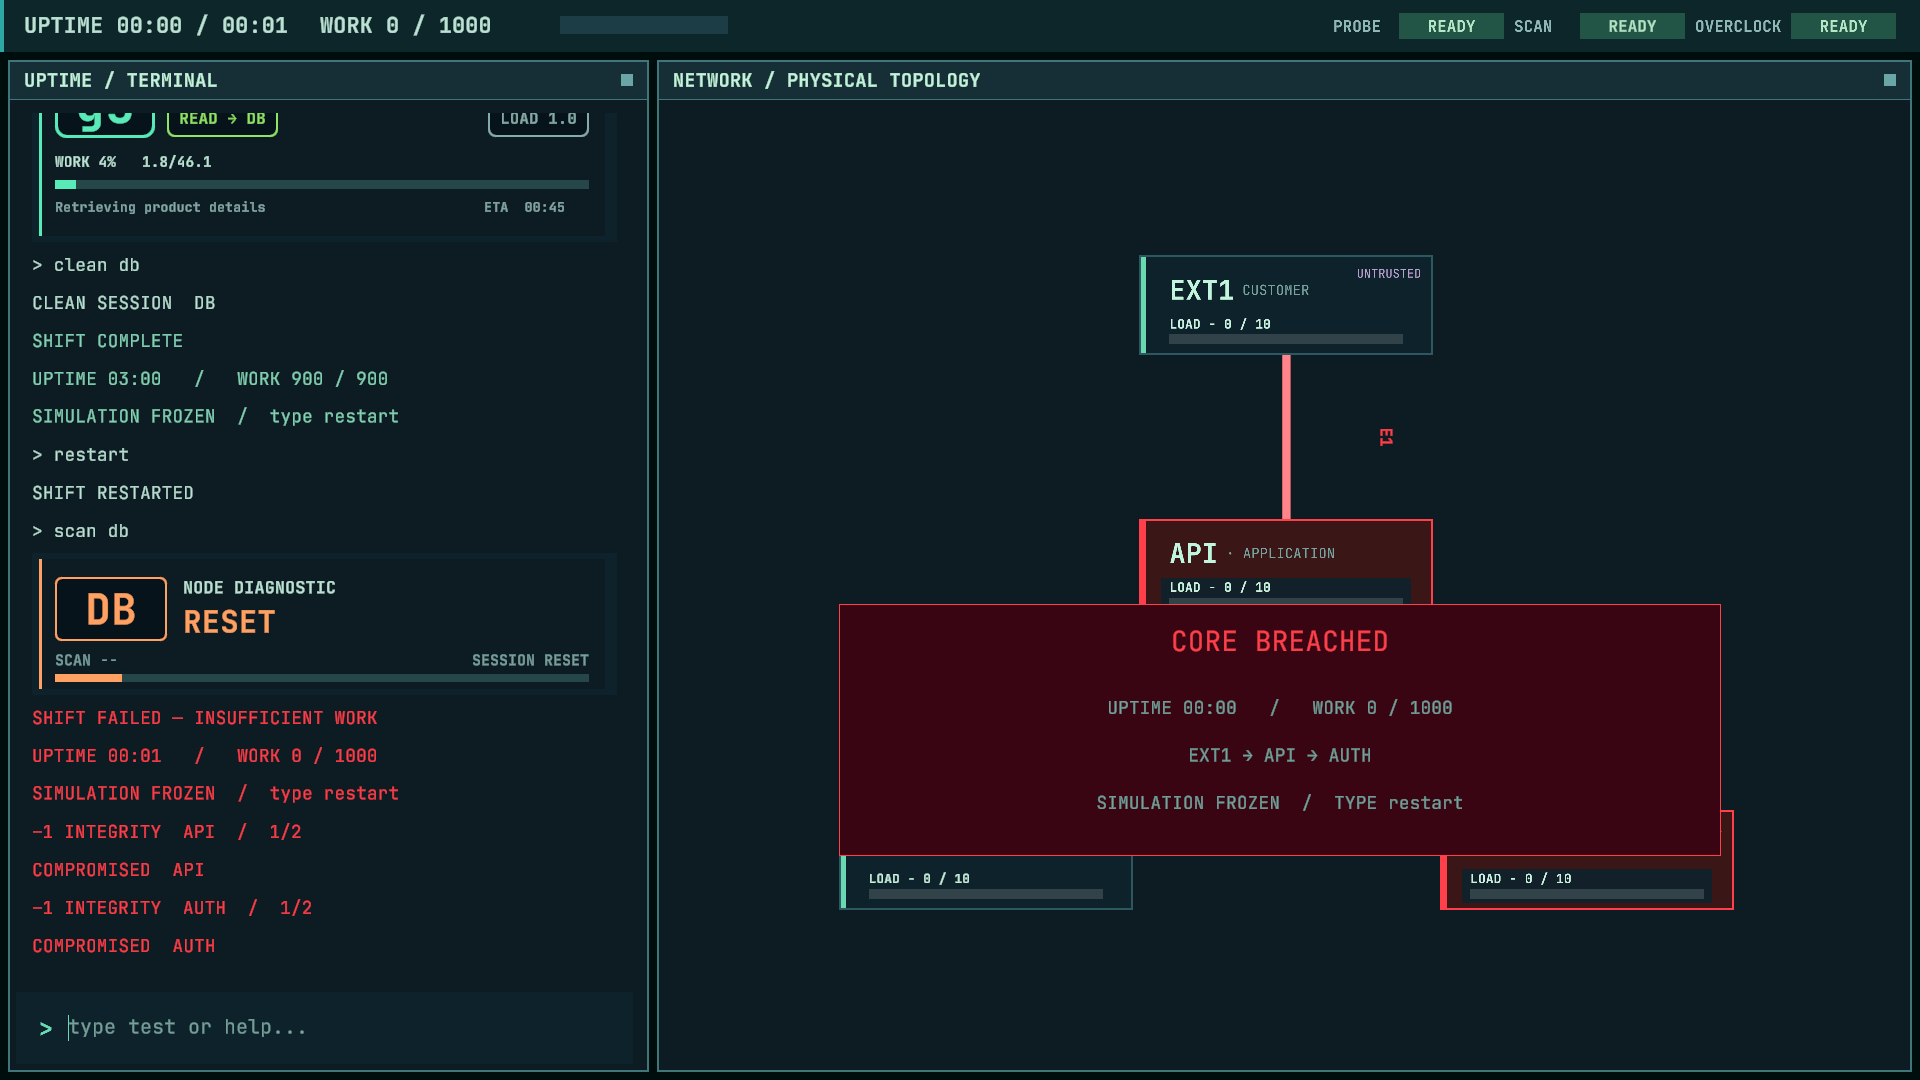 UPTIME 00:00 / 00:01 WORK 0 / 1000
PROBE READY SCAN READY OVERCLOCK READY
UPTIME / TERMINAL
READ → DB LOAD 1.0
WORK 4% 1.8/46.1
Retrieving product details ETA 00:45
> clean db
CLEAN SESSION DB
SHIFT COMPLETE
UPTIME 03:00 / WORK 900 / 900
SIMULATION FROZEN / type restart
> restart
SHIFT RESTARTED
> scan db
DB
NODE DIAGNOSTIC
RESET
SCAN -- SESSION RESET
SHIFT FAILED — INSUFFICIENT WORK
UPTIME 00:01 / WORK 0 / 1000
SIMULATION FROZEN / type restart
−1 INTEGRITY API / 1/2
COMPROMISED API
−1 INTEGRITY AUTH / 1/2
COMPROMISED AUTH
> type test or help...
NETWORK / PHYSICAL TOPOLOGY
UNTRUSTED
EXT1 CUSTOMER
LOAD - 0 / 10
E1
API · APPLICATION
LOAD - 0 / 10
CORE BREACHED
UPTIME 00:00 / WORK 0 / 1000
EXT1 → API → AUTH
SIMULATION FROZEN / TYPE restart
LOAD - 0 / 10
LOAD - 0 / 10